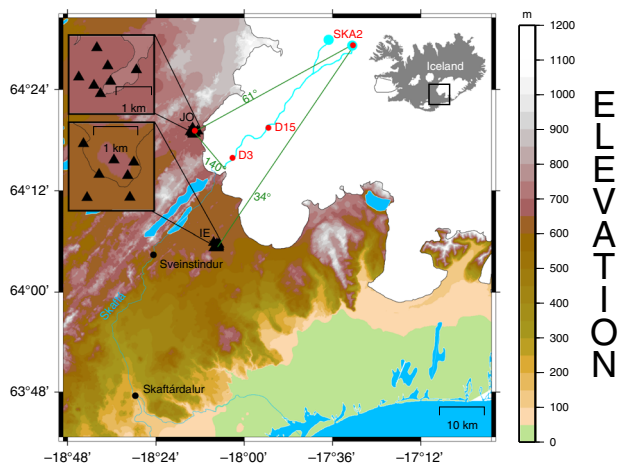 m
SKA2
1200
1100
1000
900
800
700
600
500
400
300
200
100
0
ELEVATION
Iceland
64°24'
64°12'
64°00'
63°48'
1 km
1 km
JO
61°
D15
D3
140°
34°
IE
Sveinstindur
Skaftá
Skaftárdalur
10 km
−18°48'
−18°24'
−18°00'
−17°36'
−17°12'